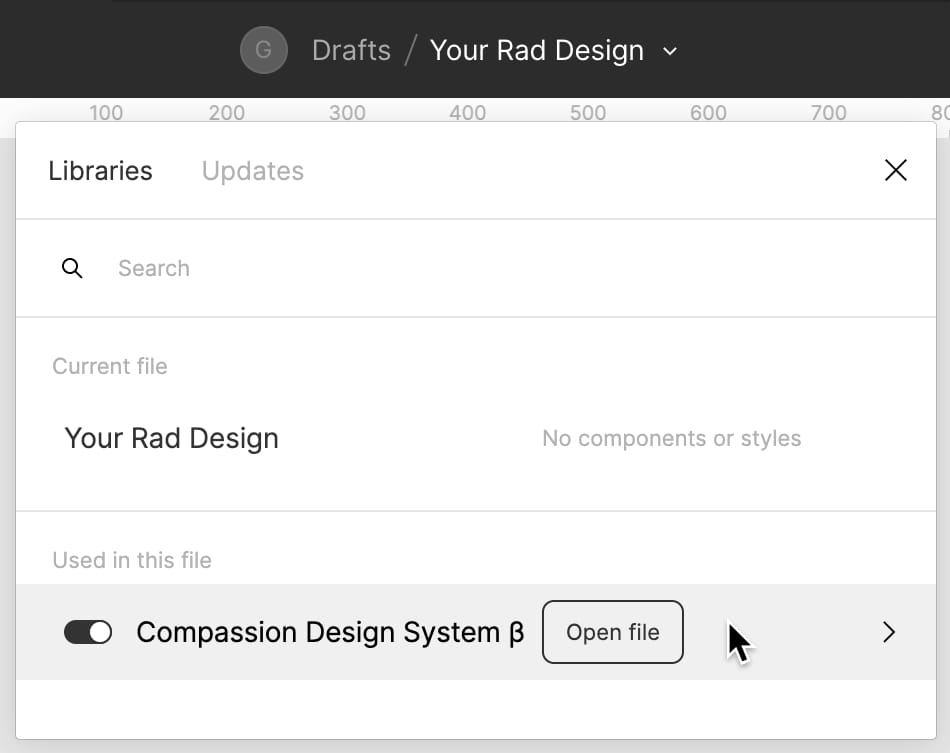 G Drafts / Your Rad Design
100 200 300 400 500 600 700
Libraries Updates
Search
Current file
Your Rad Design No components or styles
Used in this file
Compassion Design System β Open file